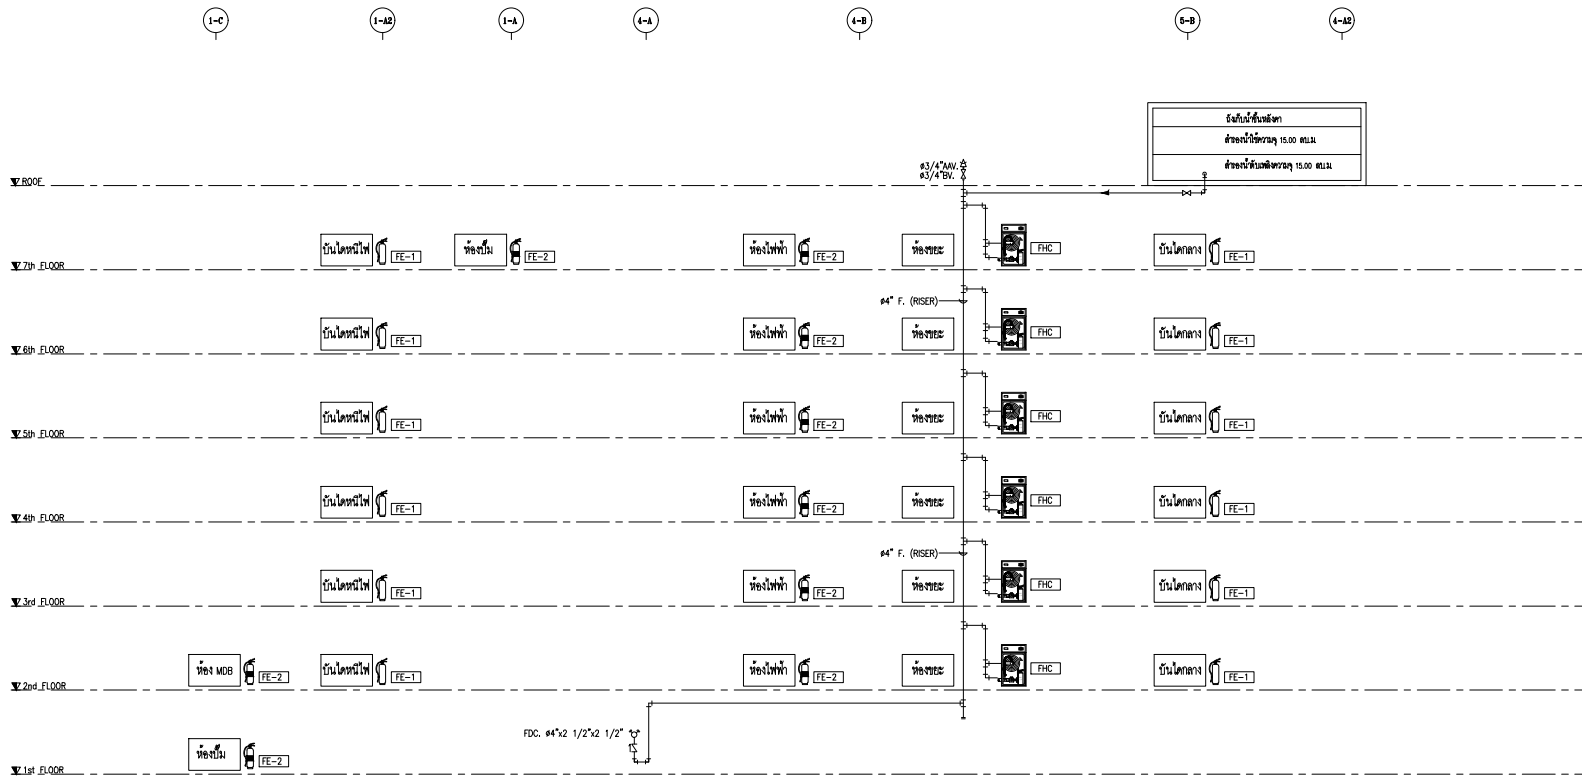 1-C 1-A2 1-A 4-A 4-B 5-B 4-A2
ถังเก็บน้ำชั้นหลังคา
สำรองน้ำใช้ความจุ 15.00 ลบ.ม.
สำรองน้ำดับเพลิงความจุ 15.00 ลบ.ม.
ø3/4"AAV.
ø3/4"BV.
ROOF
บันไดหนีไฟ FE-1 ห้องปั๊ม FE-2 ห้องไฟฟ้า FE-2 ห้องขยะ FHC บันไดกลาง FE-1
7th FLOOR
ø4" F. (RISER)
บันไดหนีไฟ FE-1 ห้องไฟฟ้า FE-2 ห้องขยะ FHC บันไดกลาง FE-1
6th FLOOR
บันไดหนีไฟ FE-1 ห้องไฟฟ้า FE-2 ห้องขยะ FHC บันไดกลาง FE-1
5th FLOOR
บันไดหนีไฟ FE-1 ห้องไฟฟ้า FE-2 ห้องขยะ FHC บันไดกลาง FE-1
4th FLOOR
ø4" F. (RISER)
บันไดหนีไฟ FE-1 ห้องไฟฟ้า FE-2 ห้องขยะ FHC บันไดกลาง FE-1
3rd FLOOR
ห้อง MDB FE-2 บันไดหนีไฟ FE-1 ห้องไฟฟ้า FE-2 ห้องขยะ FHC บันไดกลาง FE-1
2nd FLOOR
FDC. ø4"x2 1/2"x2 1/2"
ห้องปั๊ม FE-2
1st FLOOR